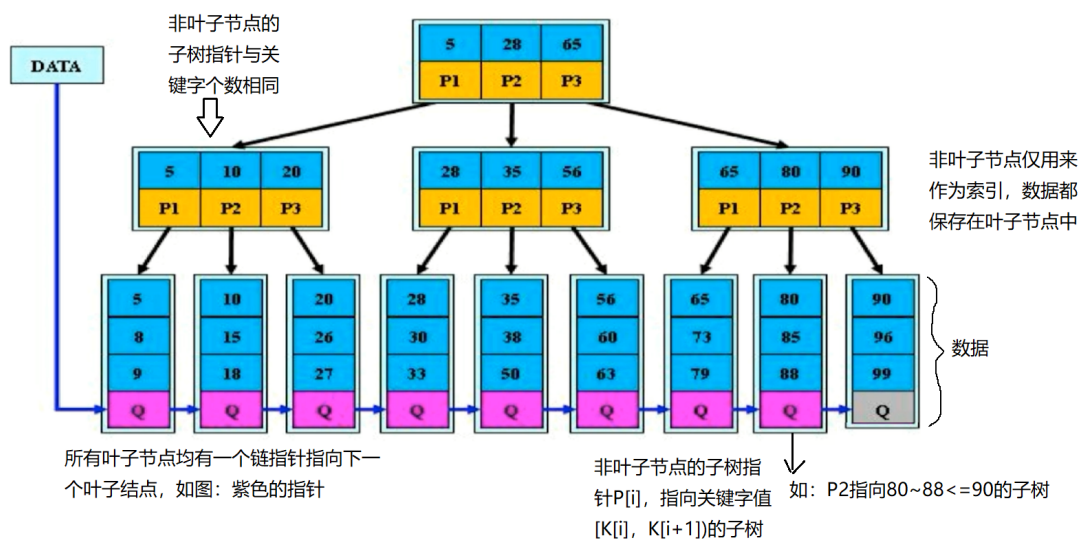 非叶子节点的
子树指针与关
键字个数相同
DATA
5 28 65
P1 P2 P3
5 10 20
P1 P2 P3
28 35 56
P1 P2 P3
65 80 90
P1 P2 P3
非叶子节点仅用来
作为索引，数据都
保存在叶子节点中
5 10 20 28 35 56 65 80 90
8 15 26 30 38 60 73 85 96
9 18 27 33 50 63 79 88 99
Q Q Q Q Q Q Q Q Q
数据
所有叶子节点均有一个链指针指向下一
个叶子结点，如图：紫色的指针
非叶子节点的子树指
针P[i]，指向关键字值
[K[i]，K[i+1])的子树
如：P2指向80~88<=90的子树